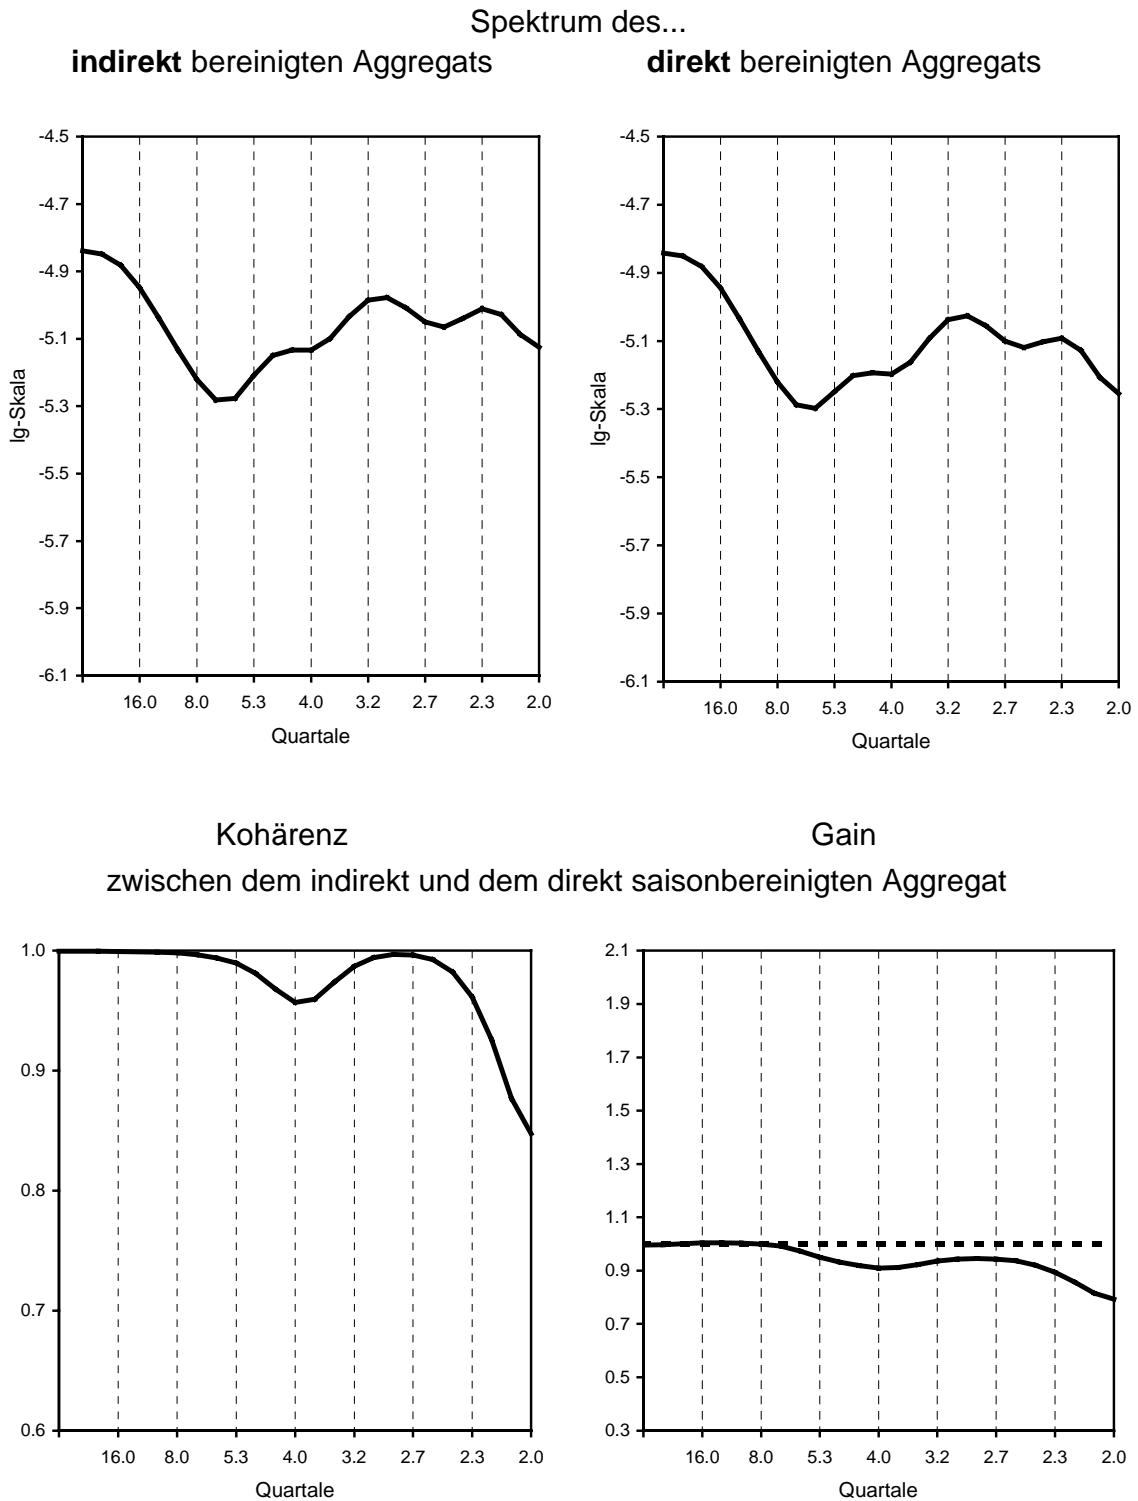 Spektrum des...
indirekt bereinigten Aggregats
direkt bereinigten Aggregats
-4.5
-4.7
-4.9
-5.1
-5.3
-5.5
-5.7
-5.9
-6.1
lg-Skala
16.0 8.0 5.3 4.0 3.2 2.7 2.3 2.0
Quartale
-4.5
-4.7
-4.9
-5.1
-5.3
-5.5
-5.7
-5.9
-6.1
lg-Skala
16.0 8.0 5.3 4.0 3.2 2.7 2.3 2.0
Quartale
Kohärenz
Gain
zwischen dem indirekt und dem direkt saisonbereinigten Aggregat
1.0
0.9
0.8
0.7
0.6
16.0 8.0 5.3 4.0 3.2 2.7 2.3 2.0
Quartale
2.1
1.9
1.7
1.5
1.3
1.1
0.9
0.7
0.5
0.3
16.0 8.0 5.3 4.0 3.2 2.7 2.3 2.0
Quartale